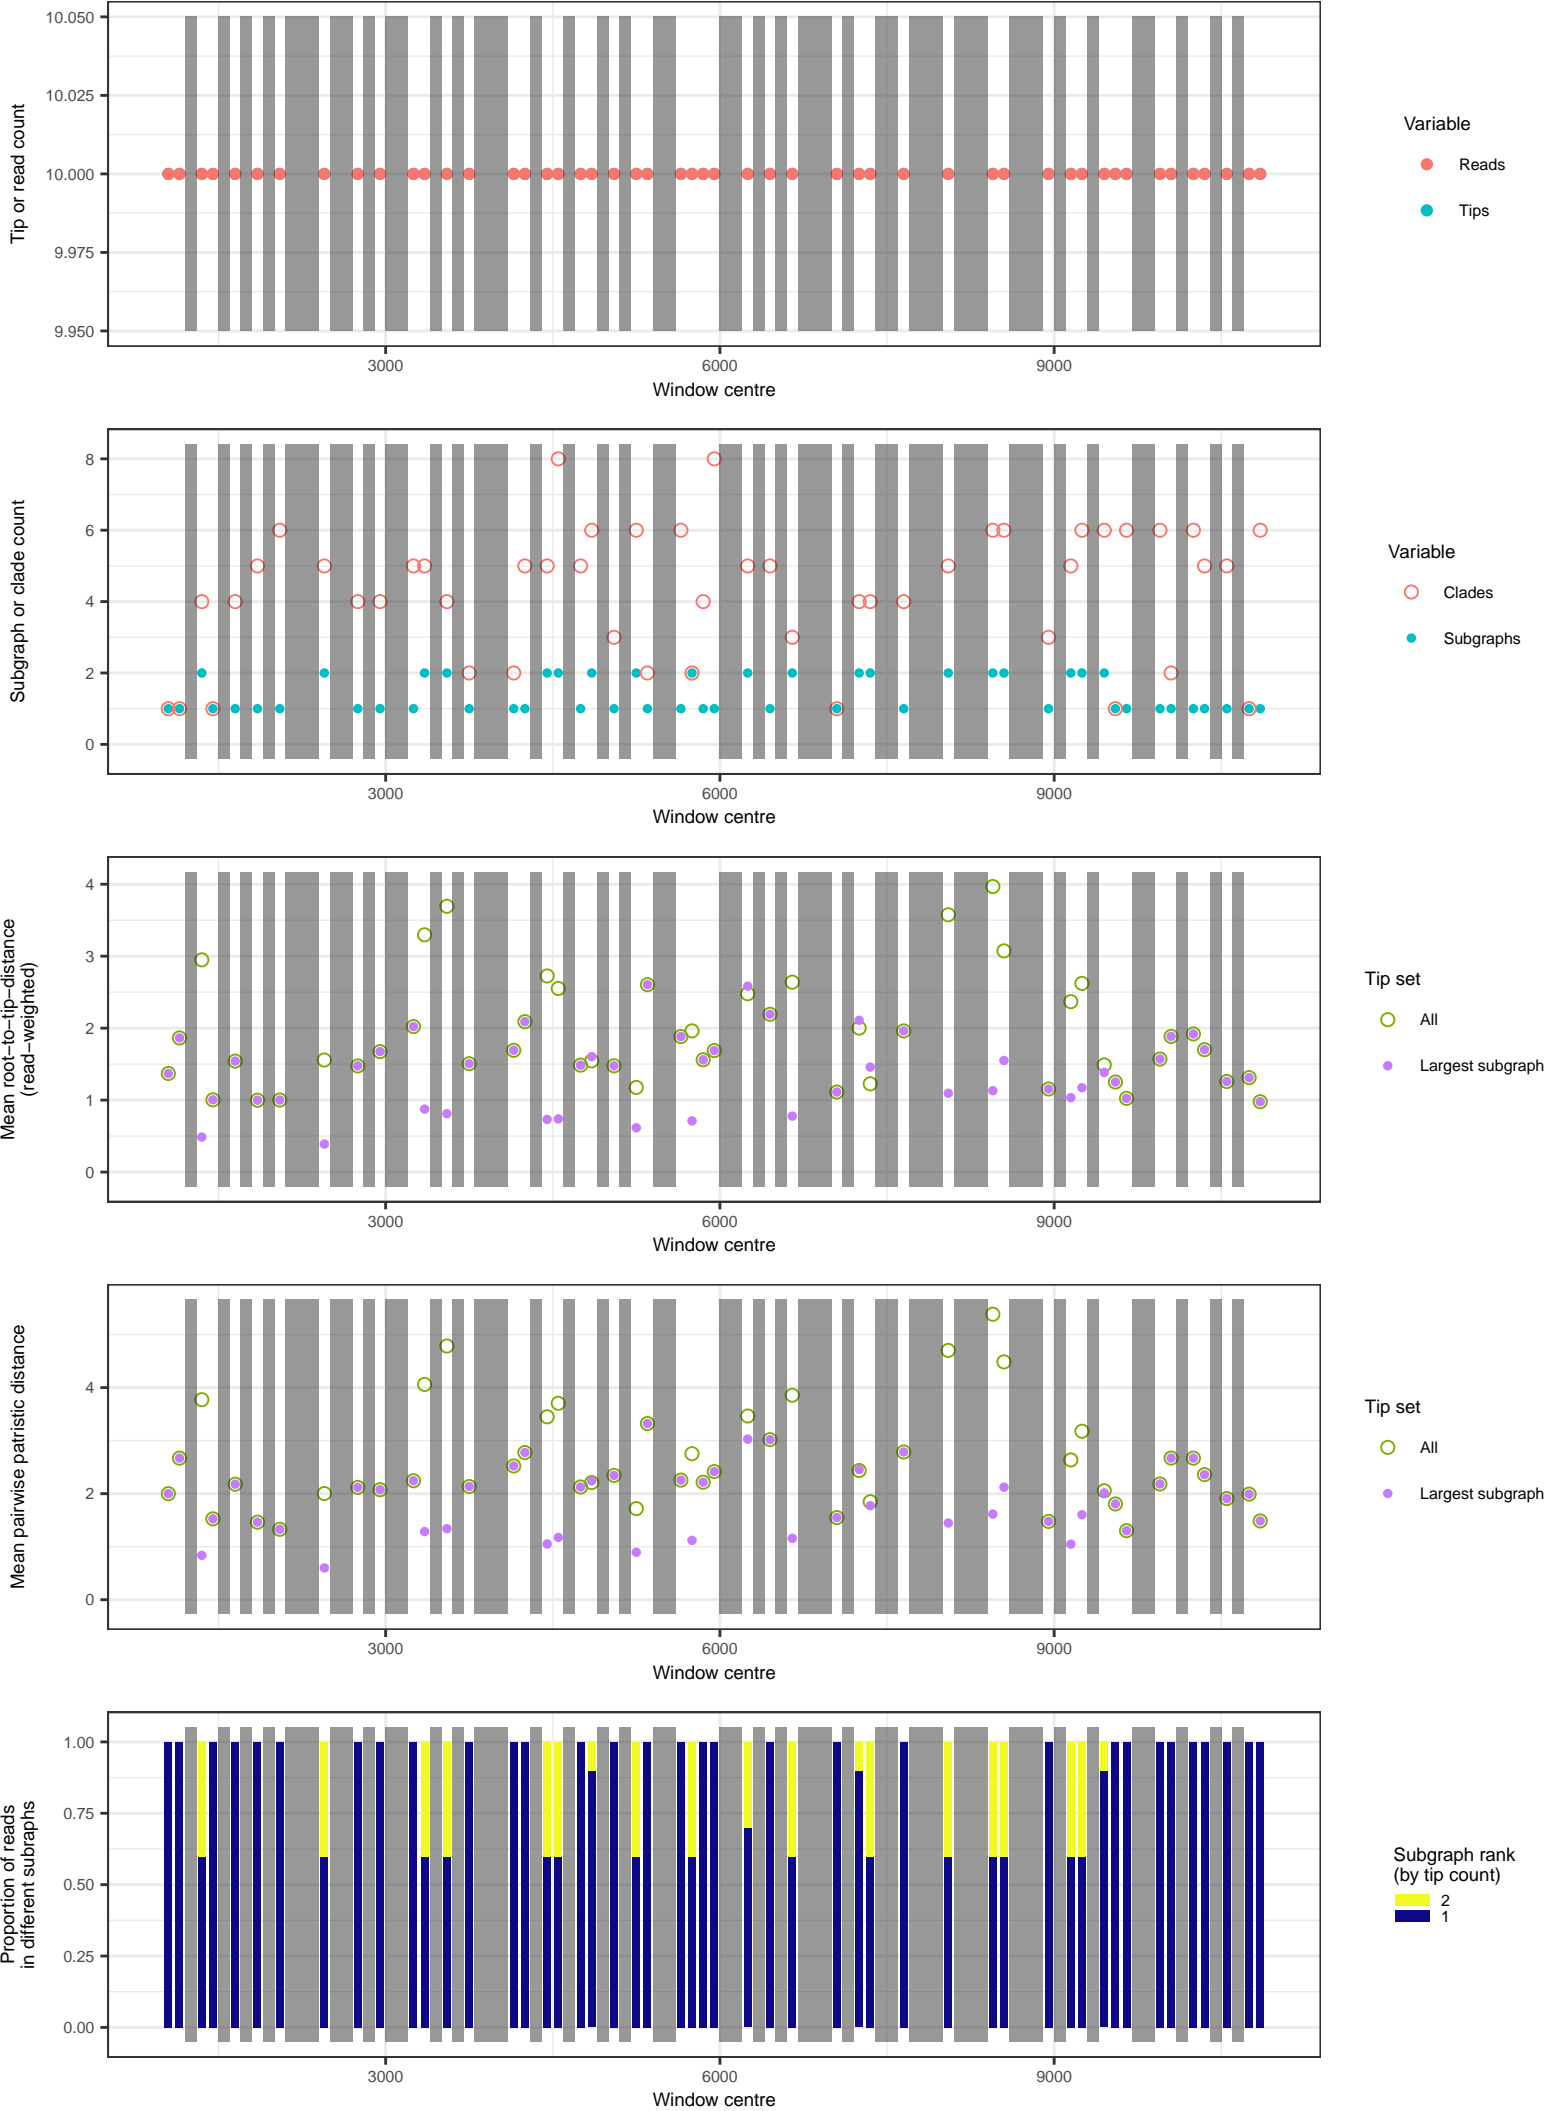 10.050
10.025
10.000
9.975
9.950
Tip or read count
3000
6000
9000
Window centre
Variable
Reads
Tips
8
6
4
2
0
Subgraph or clade count
3000
6000
9000
Window centre
Variable
Clades
Subgraphs
4
3
2
1
0
Mean root−to−tip−distance
(read−weighted)
3000
6000
9000
Window centre
Tip set
All
Largest subgraph
4
2
0
Mean pairwise patristic distance
3000
6000
9000
Window centre
Tip set
All
Largest subgraph
1.00
0.75
0.50
0.25
0.00
Proportion of reads
in different subraphs
3000
6000
9000
Window centre
Subgraph rank
(by tip count)
2
1